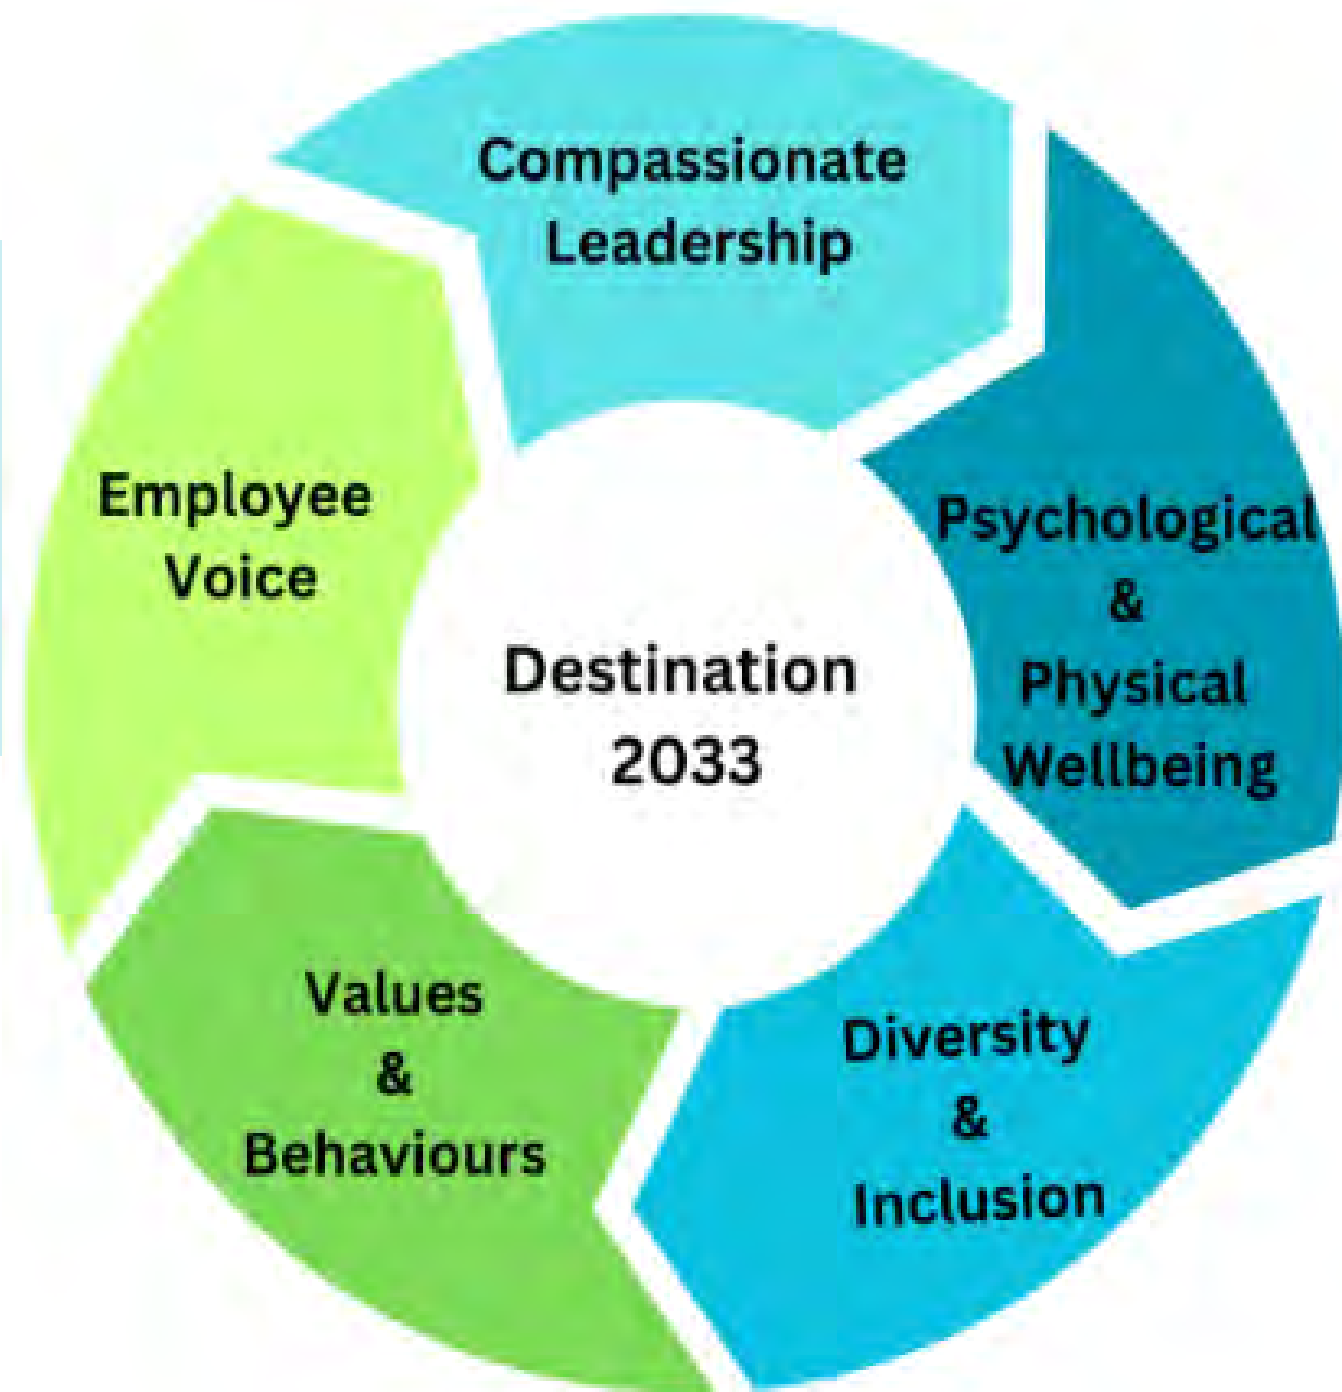 Compassionate
Leadership
Psychological
&
Physical
Wellbeing
Diversity
&
Inclusion
Values
&
Behaviours
Employee
Voice
Destination
2033